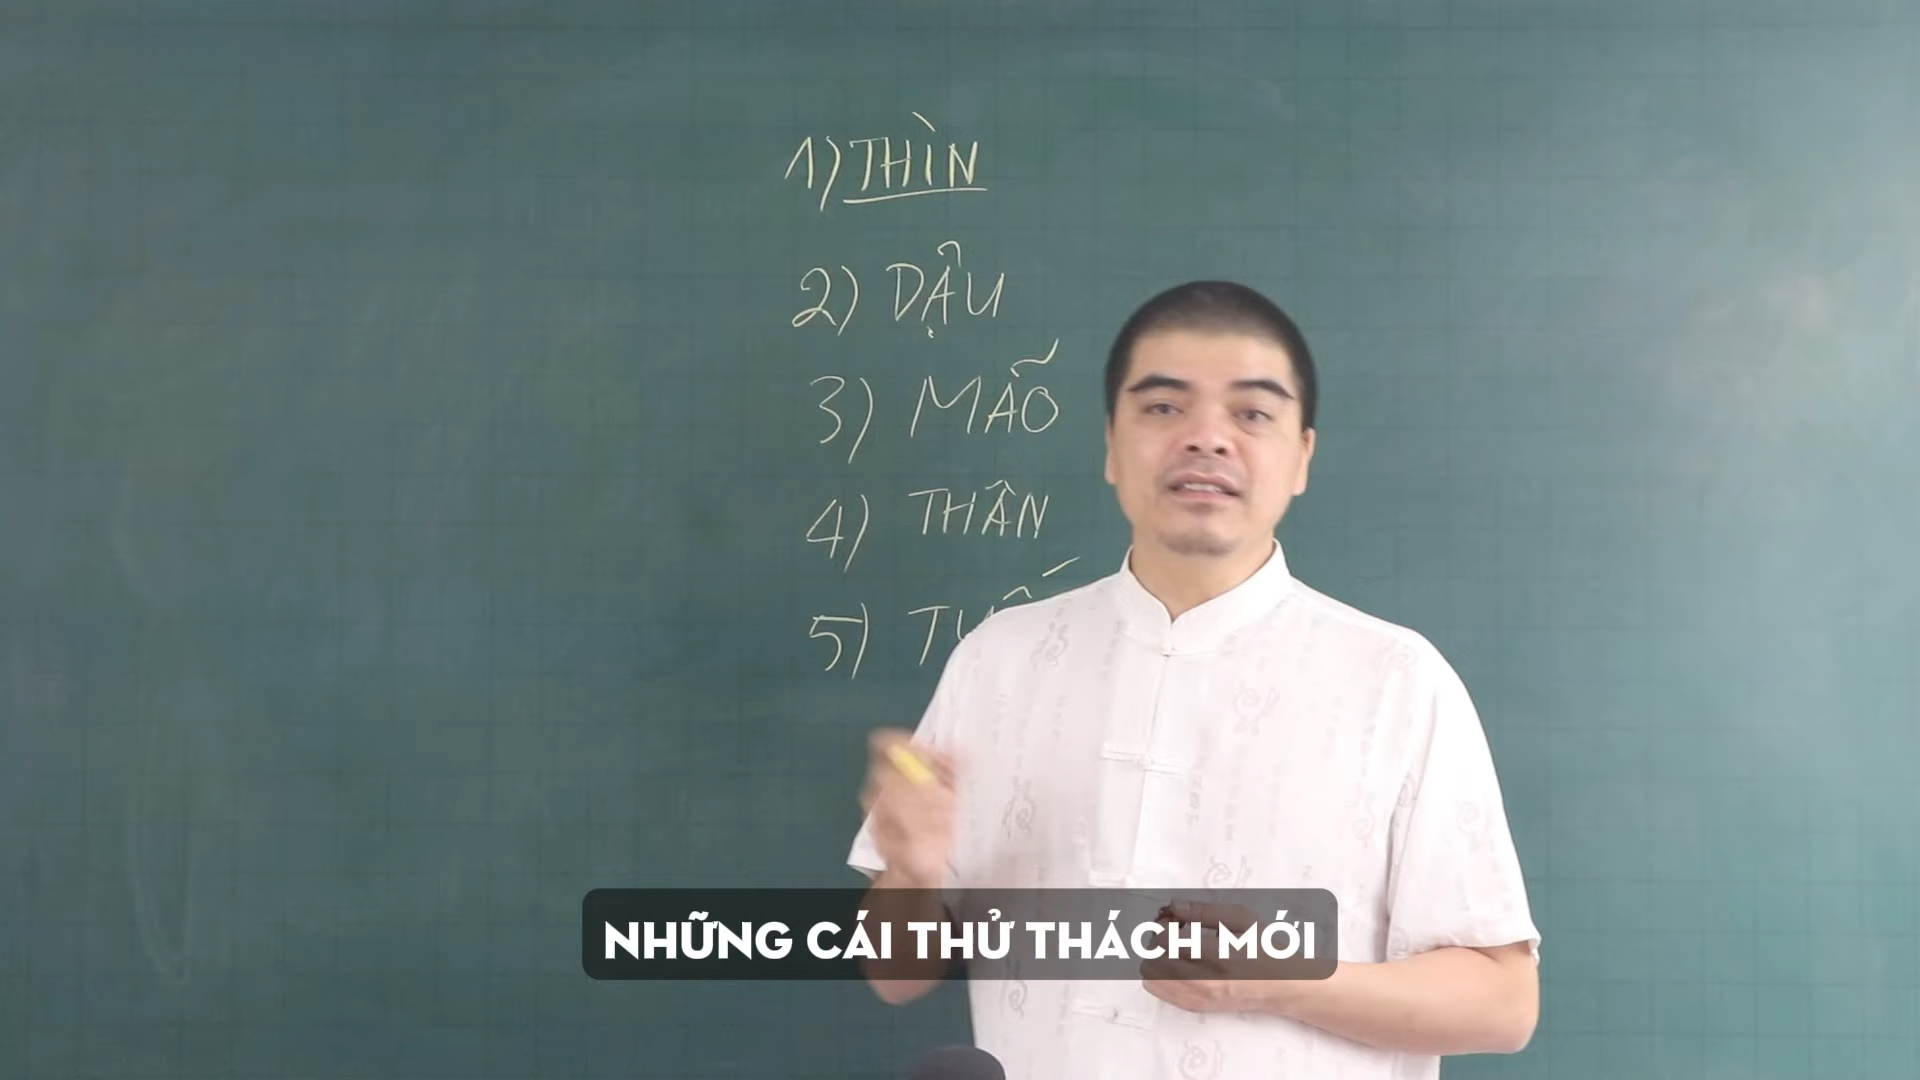 1) THÌN
2) DẬU
3) MÃO
4) THÂN
5)
NHỮNG CÁI THỬ THÁCH MỚI